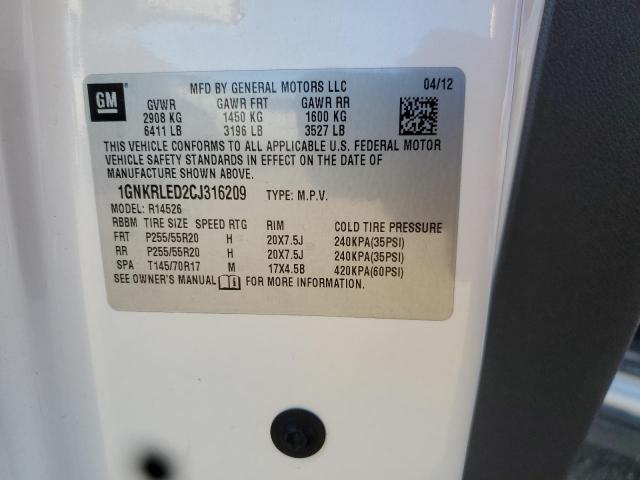 GM
MFD BY GENERAL MOTORS LLC 04/12
GVWR GAWR FRT GAWR RR
2908 KG 1450 KG 1600 KG
6411 LB 3196 LB 3527 LB
THIS VEHICLE CONFORMS TO ALL APPLICABLE U.S. FEDERAL MOTOR
VEHICLE SAFETY STANDARDS IN EFFECT ON THE DATE OF
MANUFACTURE SHOWN ABOVE.
1GNKRLED2CJ316209 TYPE: M.P.V.
MODEL: R14526
RBBM TIRE SIZE SPEED RTG RIM COLD TIRE PRESSURE
FRT P255/55R20 H 20X7.5J 240KPA(35PSI)
RR P255/55R20 H 20X7.5J 240KPA(35PSI)
SPA T145/70R17 M 17X4.5B 420KPA(60PSI)
SEE OWNER'S MANUAL FOR MORE INFORMATION.